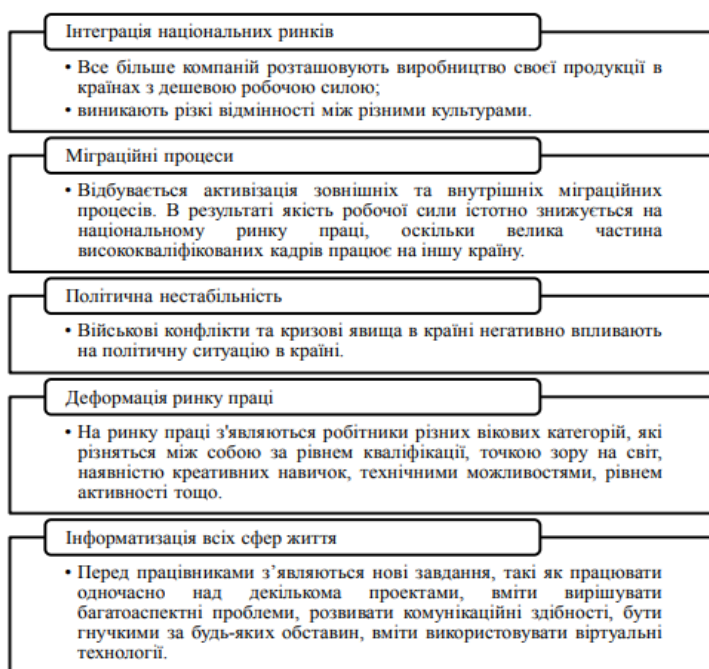 Інтеграція національних ринків
• Все більше компаній розташовують виробництво своєї продукції в
країнах з дешевою робочою силою;
• виникають різкі відмінності між різними культурами.
Міграційні процеси
• Відбувається активізація зовнішніх та внутрішніх міграційних
процесів. В результаті якість робочої сили істотно знижується на
національному ринку праці, оскільки велика частина
висококваліфікованих кадрів працює на іншу країну.
Політична нестабільність
• Військові конфлікти та кризові явища в країні негативно впливають
на політичну ситуацію в країні.
Деформація ринку праці
• На ринку праці з'являються робітники різних вікових категорій, які
різняться між собою за рівнем кваліфікації, точкою зору на світ,
наявністю креативних навичок, технічними можливостями, рівнем
активності тощо.
Інформатизація всіх сфер життя
• Перед працівниками з’являються нові завдання, такі як працювати
одночасно над декількома проектами, вміти вирішувати
багатоаспектні проблеми, розвивати комунікаційні здібності, бути
гнучкими за будь-яких обставин, вміти використовувати віртуальні
технології.